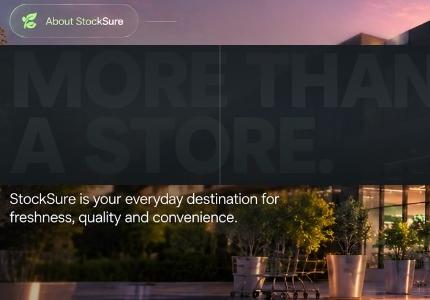 About StockSure
MORE THAN
A STORE.
StockSure is your everyday destination for
freshness, quality and convenience.